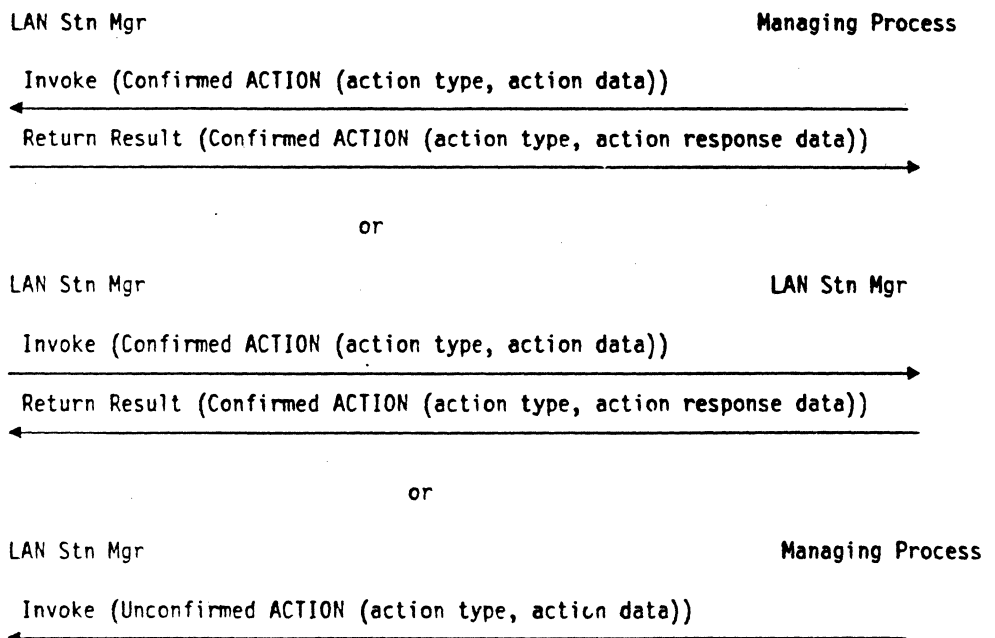 LAN Stn Mgr Managing Process
Invoke (Confirmed ACTION (action type, action data))
Return Result (Confirmed ACTION (action type, action response data))
or
LAN Stn Mgr LAN Stn Mgr
Invoke (Confirmed ACTION (action type, action data))
Return Result (Confirmed ACTION (action type, action response data))
or
LAN Stn Mgr Managing Process
Invoke (Unconfirmed ACTION (action type, action data))